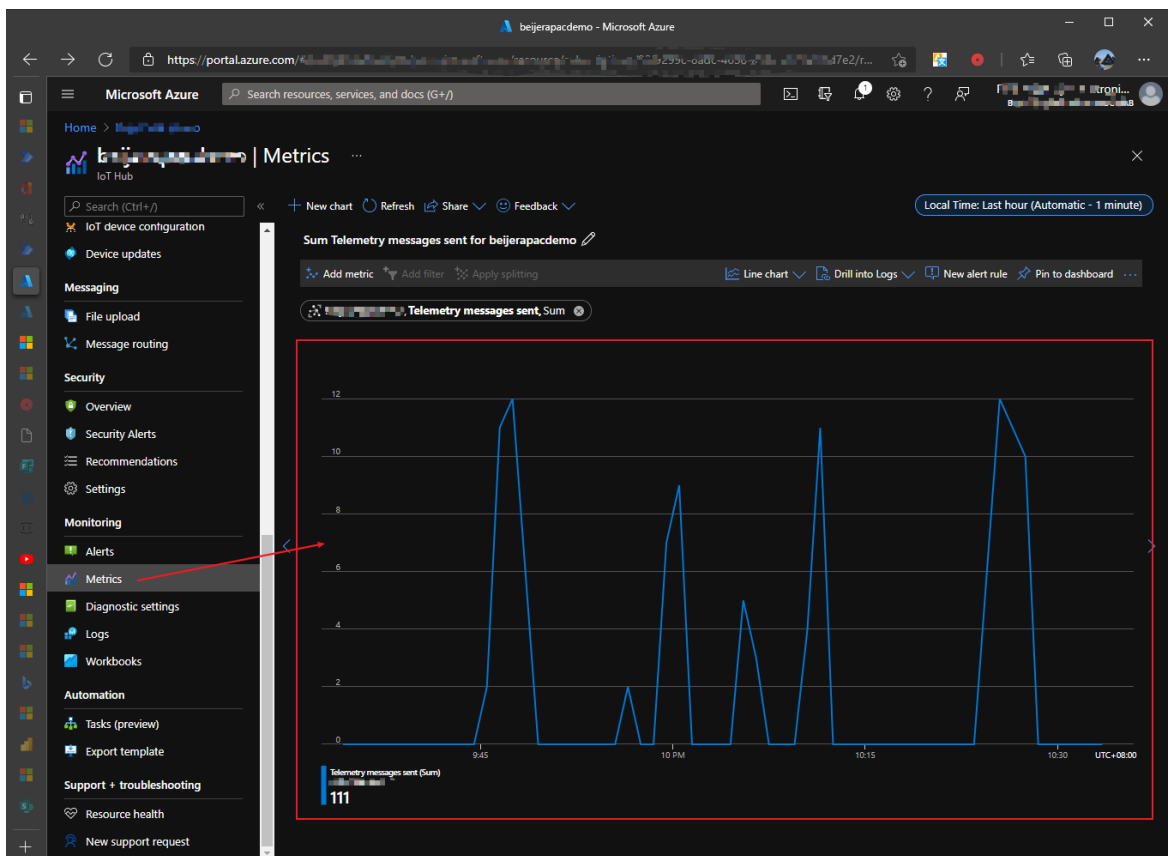 beijerapacdemo - Microsoft Azure
https://portal.azure.com/#
Microsoft Azure
Search resources, services, and docs (G+/)
1
Home >
| Metrics ...
IoT Hub
Search (Ctrl+/)
«
IoT device configuration
Device updates
Messaging
File upload
Message routing
Security
Overview
Security Alerts
Recommendations
Settings
Monitoring
Alerts
Metrics
Diagnostic settings
Logs
Workbooks
Automation
Tasks (preview)
Export template
Support + troubleshooting
Resource health
New support request
New chart Refresh Share Feedback
Local Time: Last hour (Automatic - 1 minute)
Sum Telemetry messages sent for beijerapacdemo
Add metric Add filter Apply splitting
Line chart Drill into Logs New alert rule Pin to dashboard ...
, Telemetry messages sent, Sum
12
10
8
6
4
2
0
9:45 10 PM 10:15 10:30 UTC+08:00
Telemetry messages sent (Sum)
111